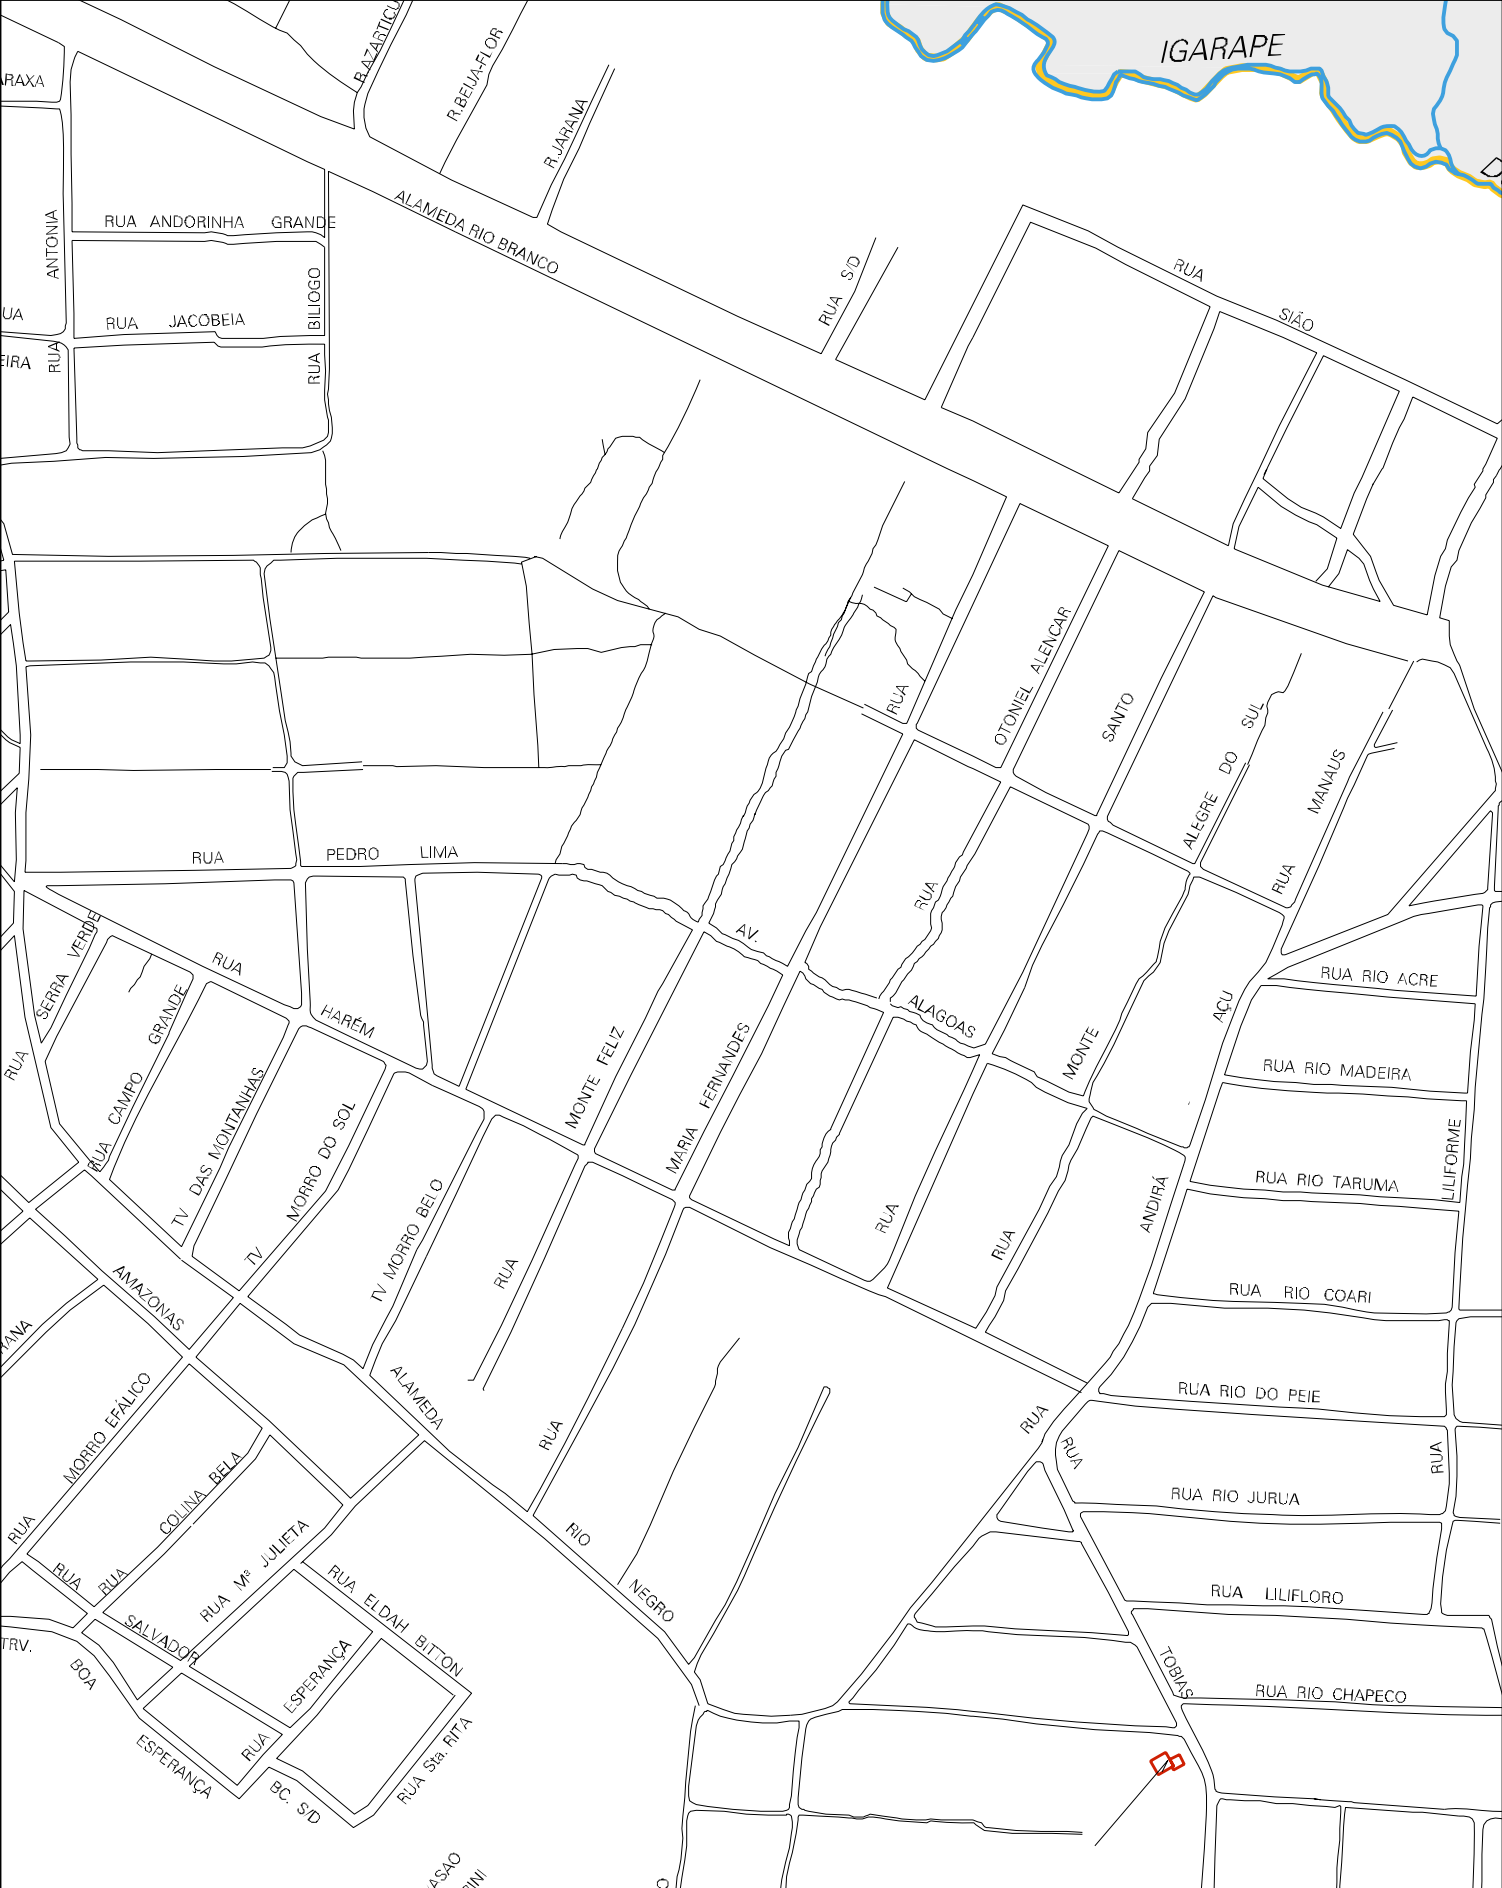 R.AZARTICU
R.BEIJA-FLOR
R.JARANA
IGARAPE
ARAXA
ALAMEDA RIO BRANCO
RUA ANDORINHA GRANDE
RUA ANTONIA
RUA JACOBEIA
RUA BILIOGO
UA
EIRA
RUA S/D
RUA SIÃO
RUA OTONIEL ALENCAR
RUA SANTO
ALEGRE DO SUL
RUA MANAUS
RUA PEDRO LIMA
AV. ALAGOAS
RUA HARÉM
SERRA VERDE
RUA
RUA CAMPO GRANDE
TV DAS MONTANHAS
TV MORRO DO SOL
TV MORRO BELO
RUA MONTE FELIZ
RUA MARIA FERNANDES
RUA MONTE
RUA ANDIRÁ AÇU
RUA RIO ACRE
RUA RIO MADEIRA
RUA RIO TARUMA
RUA LILIFORME
RUA RIO COARI
RUA RIO DO PEIE
RUA RIO JURUA
RUA LILIFLORO
RUA RIO CHAPECO
RUA TOBIAS
AMAZONAS
RANA
ALAMEDA RIO NEGRO
RUA MORRO EFÁLICO
RUA COLINA BELA
RUA Mª JULIETA
RUA SALVADOR
RUA ELDAH BITTON
RUA ESPERANÇA
RUA Sta. RITA
TRV. BOA ESPERANÇA
BC. S/D
ASAO
INI